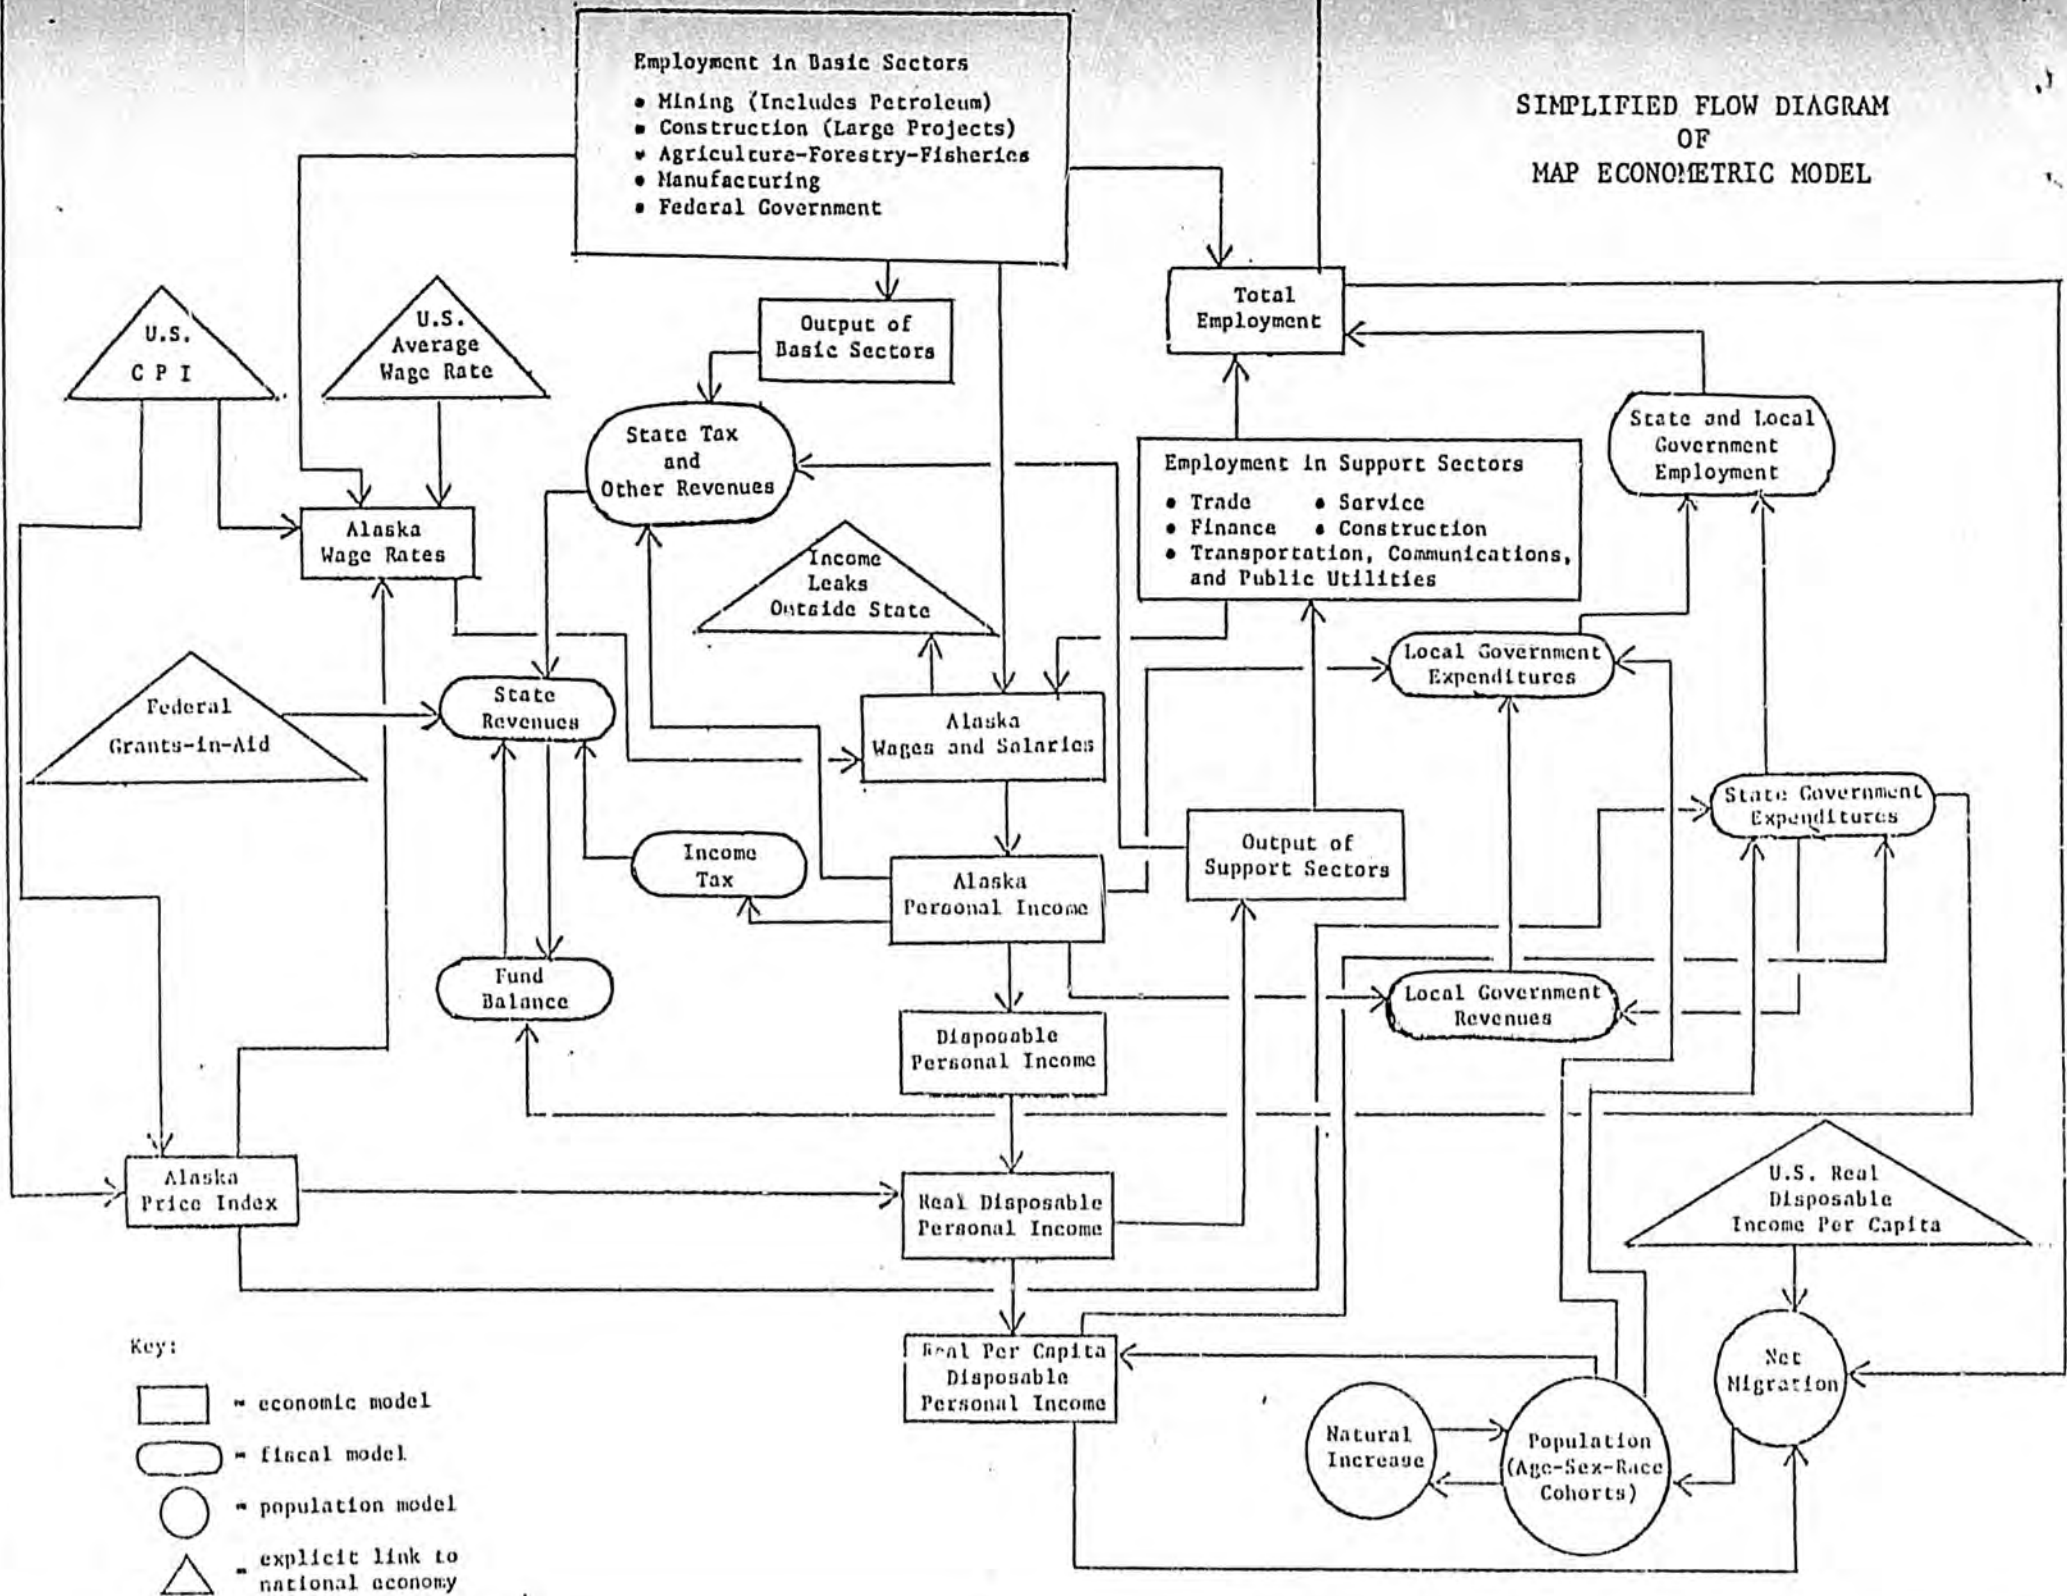 SIMPLIFIED FLOW DIAGRAM
OF
MAP ECONOMETRIC MODEL
Employment in Basic Sectors
• Mining (Includes Petroleum)
• Construction (Large Projects)
• Agriculture-Forestry-Fisheries
• Manufacturing
• Federal Government
Total
Employment
Output of
Basic Sectors
U.S.
C P I
U.S.
Average
Wage Rate
State Tax
and
Other Revenues
State and Local
Government
Employment
Employment in Support Sectors
• Trade • Service
• Finance • Construction
• Transportation, Communications,
and Public Utilities
Alaska
Wage Rates
Income
Leaks
Outside State
Local Government
Expenditures
Federal
Grants-in-Aid
State
Revenues
Alaska
Wages and Salaries
State Government
Expenditures
Income
Tax
Alaska
Personal Income
Output of
Support Sectors
Fund
Balance
Local Government
Revenues
Disposable
Personal Income
Alaska
Price Index
Real Disposable
Personal Income
U.S. Real
Disposable
Income Per Capita
Real Per Capita
Disposable
Personal Income
Net
Migration
Natural
Increase
Population
(Age-Sex-Race
Cohorts)
Key:
= economic model
= fiscal model
= population model
= explicit link to
national economy